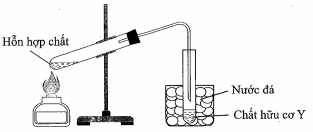 Hỗn hợp chất
Nước đá
Chất hữu cơ Y